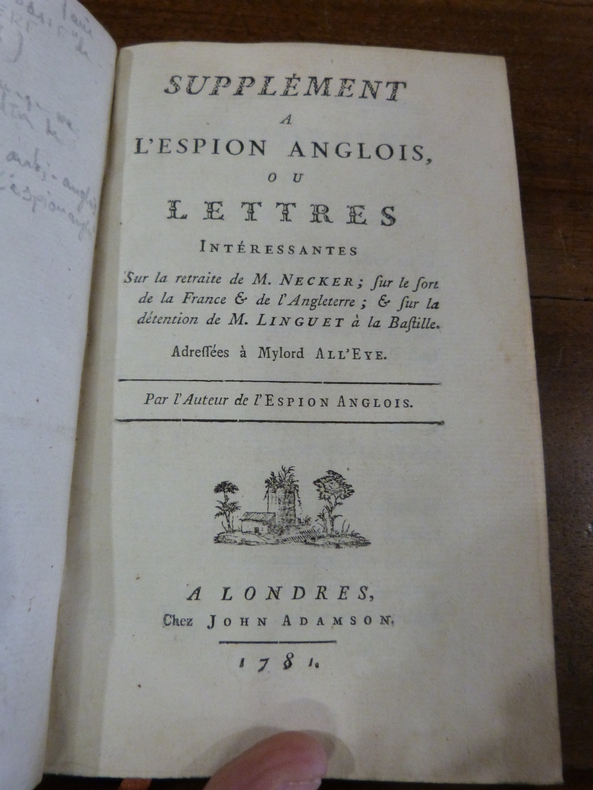 SUPPLÉMENT
A
L'ESPION ANGLOIS,
OU
LETTRES
INTÉRESSANTES
Sur la retraite de M. NECKER; ſur le ſort
de la France & de l'Angleterre; & ſur la
détention de M. LINGUET à la Baſtille.
Adreſſées à Mylord ALL'EYE.
Par l'Auteur de l'ESPION ANGLOIS.
A LONDRES,
Chez JOHN ADAMSON.
1781.